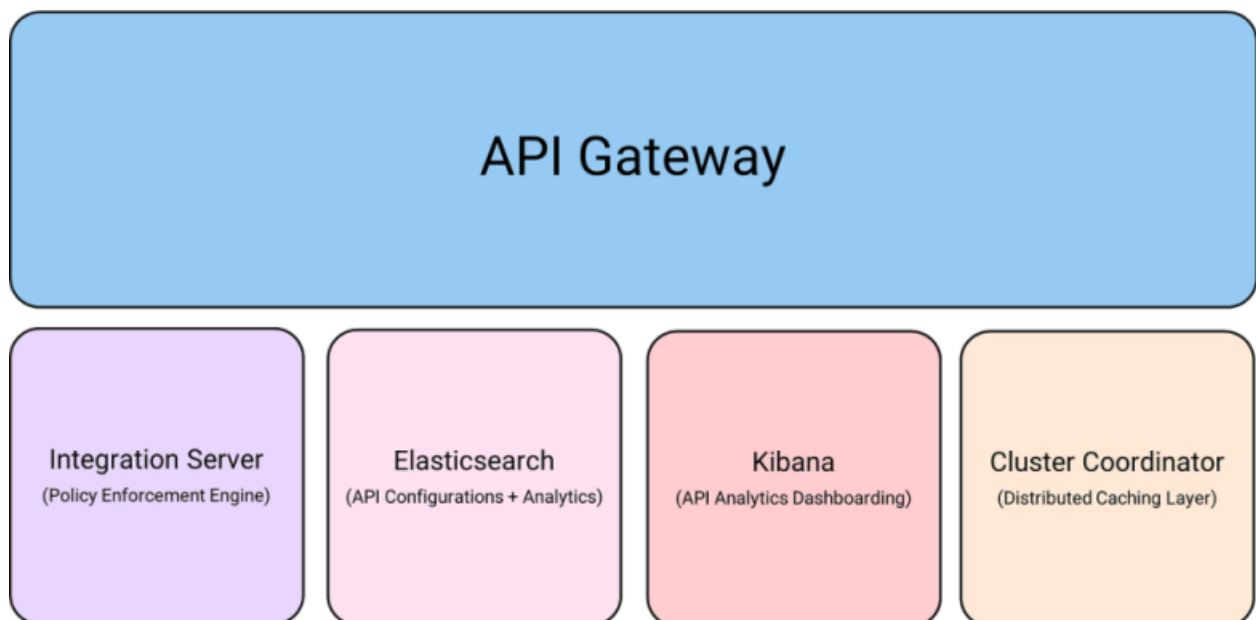 API Gateway
Integration Server
(Policy Enforcement Engine)
Elasticsearch
(API Configurations + Analytics)
Kibana
(API Analytics Dashboarding)
Cluster Coordinator
(Distributed Caching Layer)